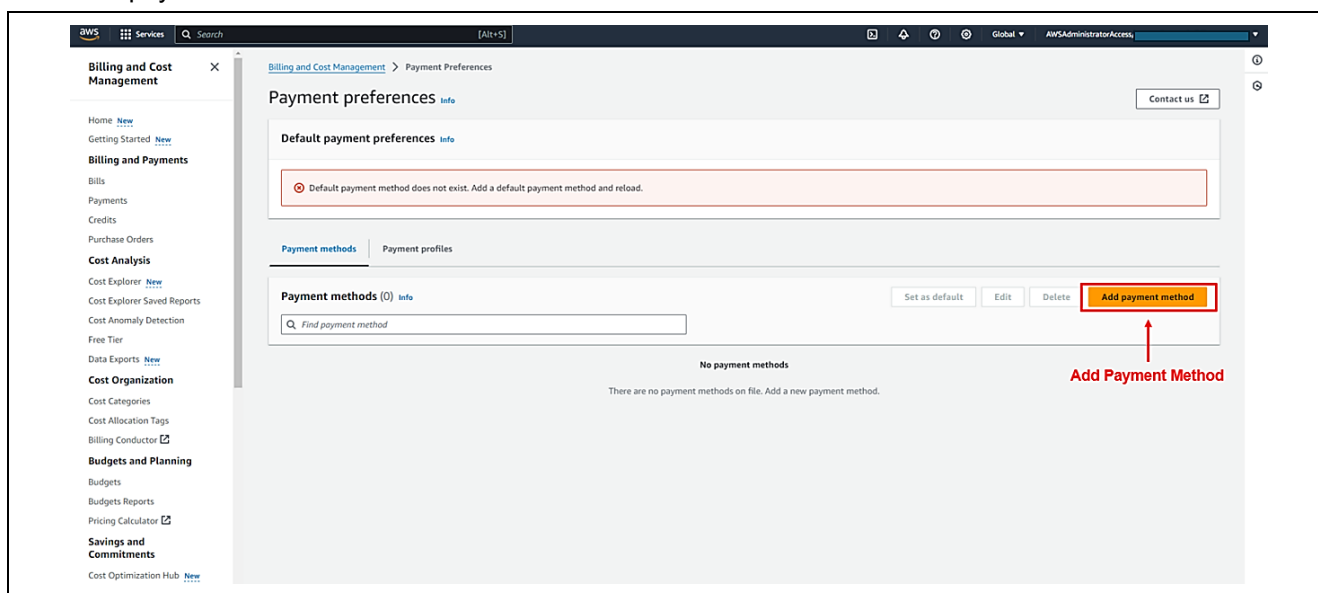 aws Services Search [Alt+S] Global AWSAdministratorAccess
Billing and Cost Management
Home New
Getting Started New
Billing and Payments
Bills
Payments
Credits
Purchase Orders
Cost Analysis
Cost Explorer New
Cost Explorer Saved Reports
Cost Anomaly Detection
Free Tier
Data Exports New
Cost Organization
Cost Categories
Cost Allocation Tags
Billing Conductor
Budgets and Planning
Budgets
Budgets Reports
Pricing Calculator
Savings and
Commitments
Cost Optimization Hub New
Billing and Cost Management > Payment Preferences
Payment preferences Info
Contact us
Default payment preferences Info
Default payment method does not exist. Add a default payment method and reload.
Payment methods Payment profiles
Payment methods (0) Info
Set as default Edit Delete Add payment method
Find payment method
No payment methods
There are no payment methods on file. Add a new payment method.
Add Payment Method